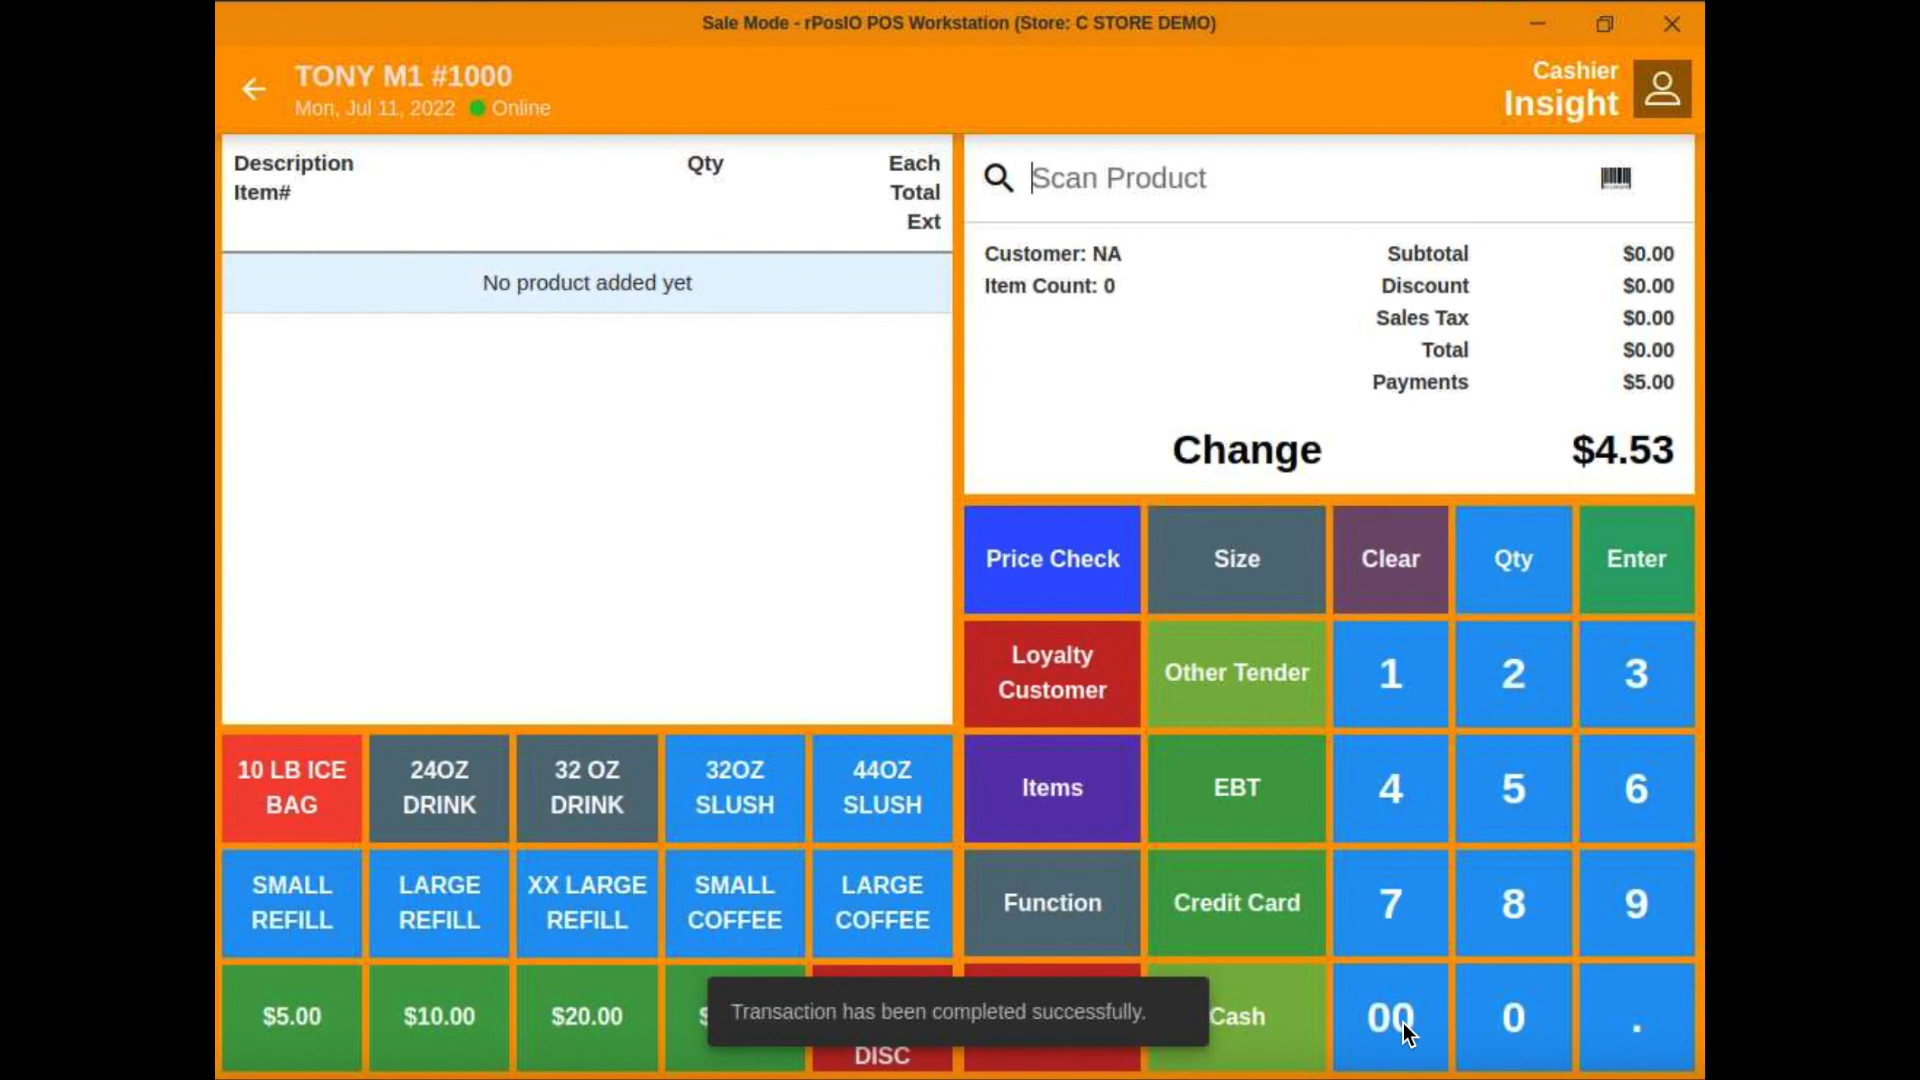 Sale Mode - rPosIO POS Workstation (Store: C STORE DEMO)
TONY M1 #1000
Mon, Jul 11, 2022 Online
Cashier
Insight
Description Qty Each
Item# Total
Ext
No product added yet
Scan Product
Customer: NA Subtotal $0.00
Item Count: 0 Discount $0.00
Sales Tax $0.00
Total $0.00
Payments $5.00
Change $4.53
Price Check Size Clear Qty Enter
Loyalty
Customer
Other Tender 1 2 3
10 LB ICE
BAG
24OZ
DRINK
32 OZ
DRINK
32OZ
SLUSH
44OZ
SLUSH
Items EBT 4 5 6
SMALL
REFILL
LARGE
REFILL
XX LARGE
REFILL
SMALL
COFFEE
LARGE
COFFEE
Function Credit Card 7 8 9
$5.00 $10.00 $20.00 $
DISC
Transaction has been completed successfully.
Cash 00 0 .